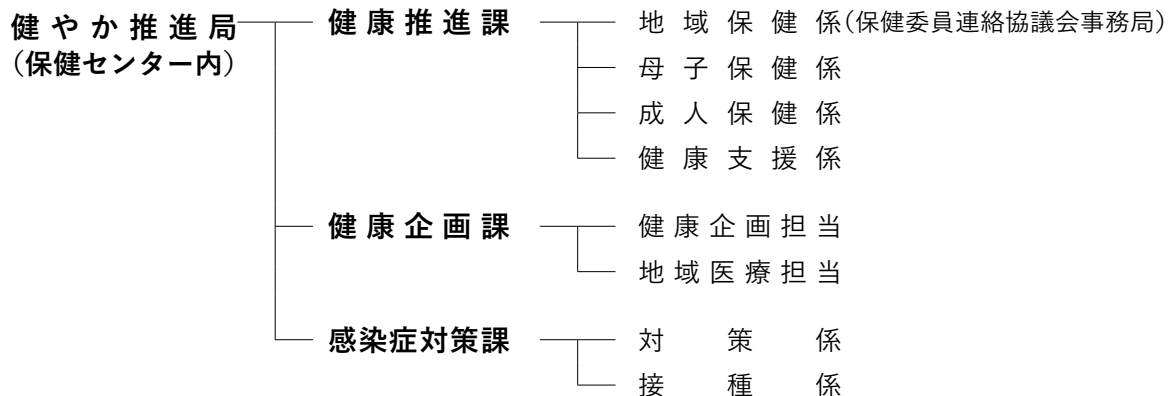 健やか推進局
(保健センター内)
健康推進課
地域保健係(保健委員連絡協議会事務局)
母子保健係
成人保健係
健康支援係
健康企画課
健康企画担当
地域医療担当
感染症対策課
対策係
接種係